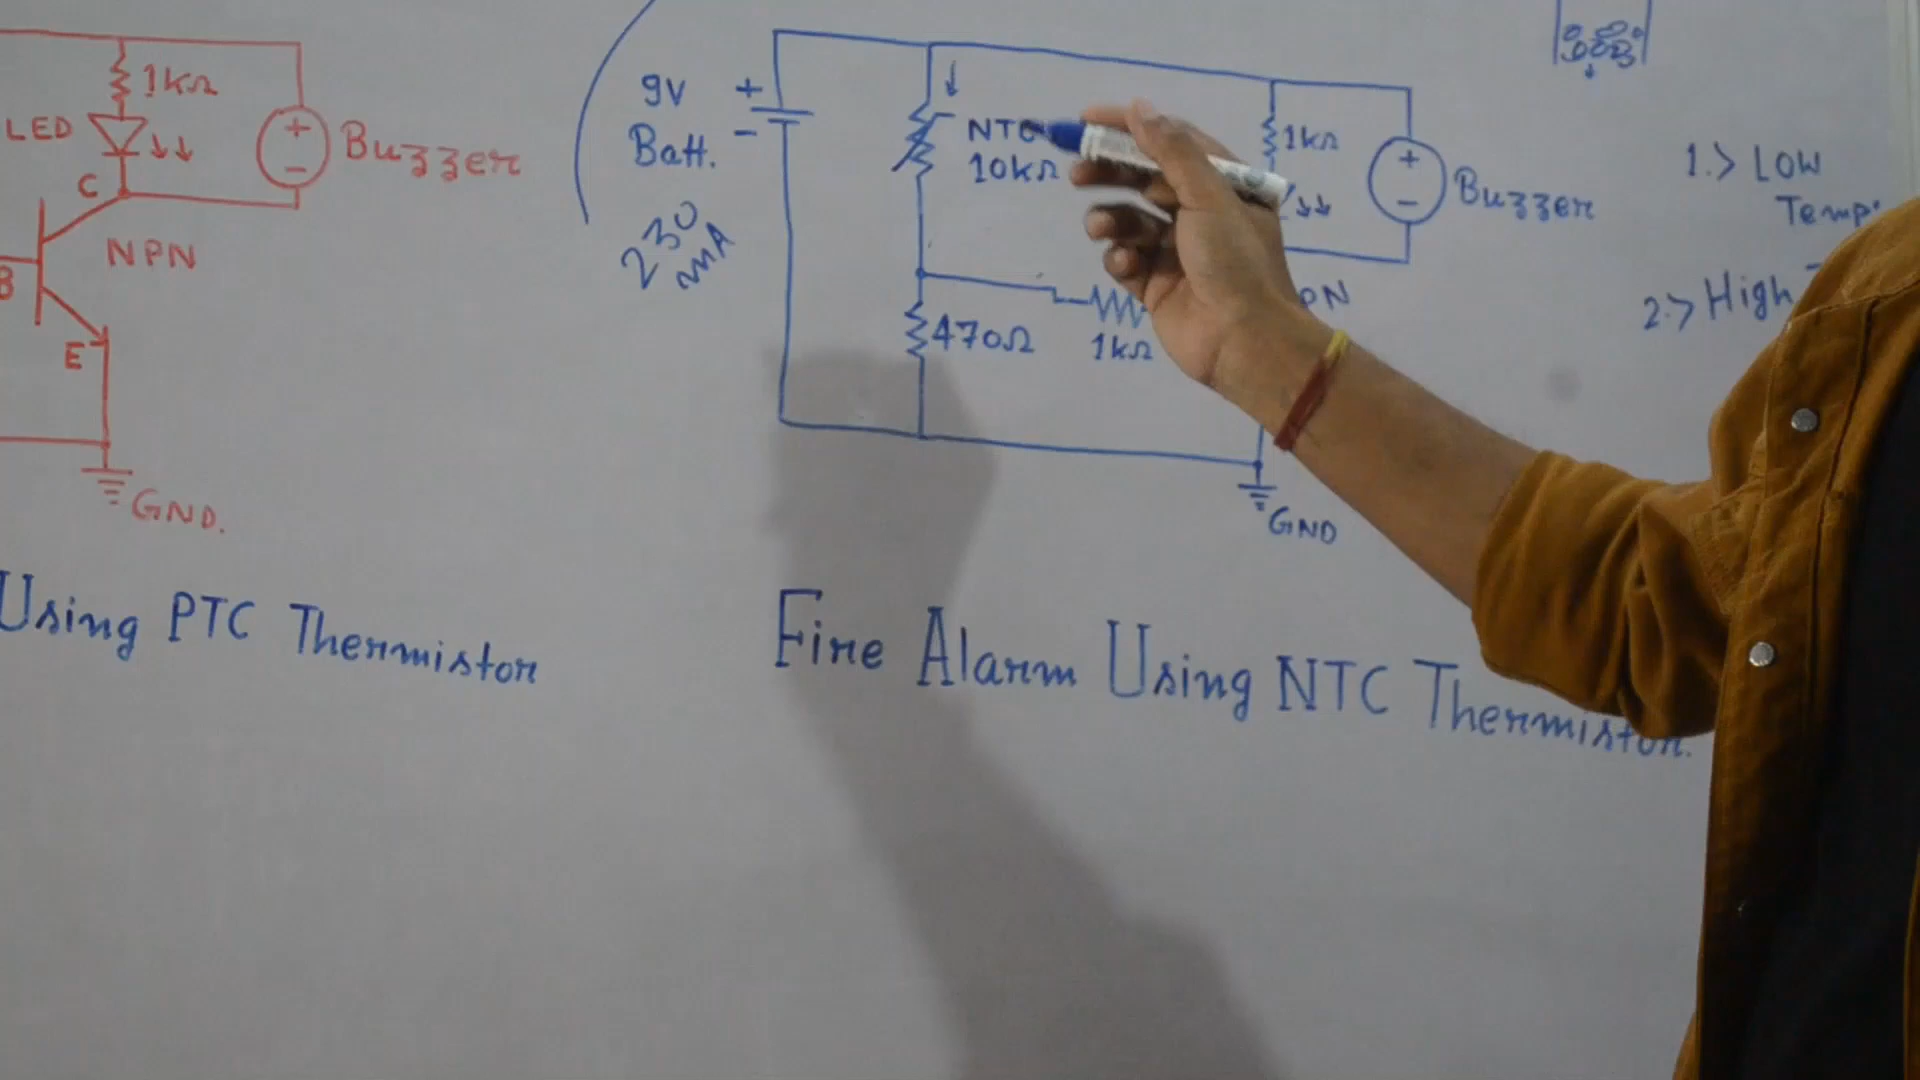 1kΩ
LED
C
+
-
Buzzer
B
NPN
E
GND.
Using PTC Thermistor
9V
Batt.
+
-
230
mA
NTC
10kΩ
470Ω
1kΩ
1kΩ
+
-
Buzzer
GND
Fire Alarm Using NTC Thermistor.
1.> LOW
Temp.
2.> High